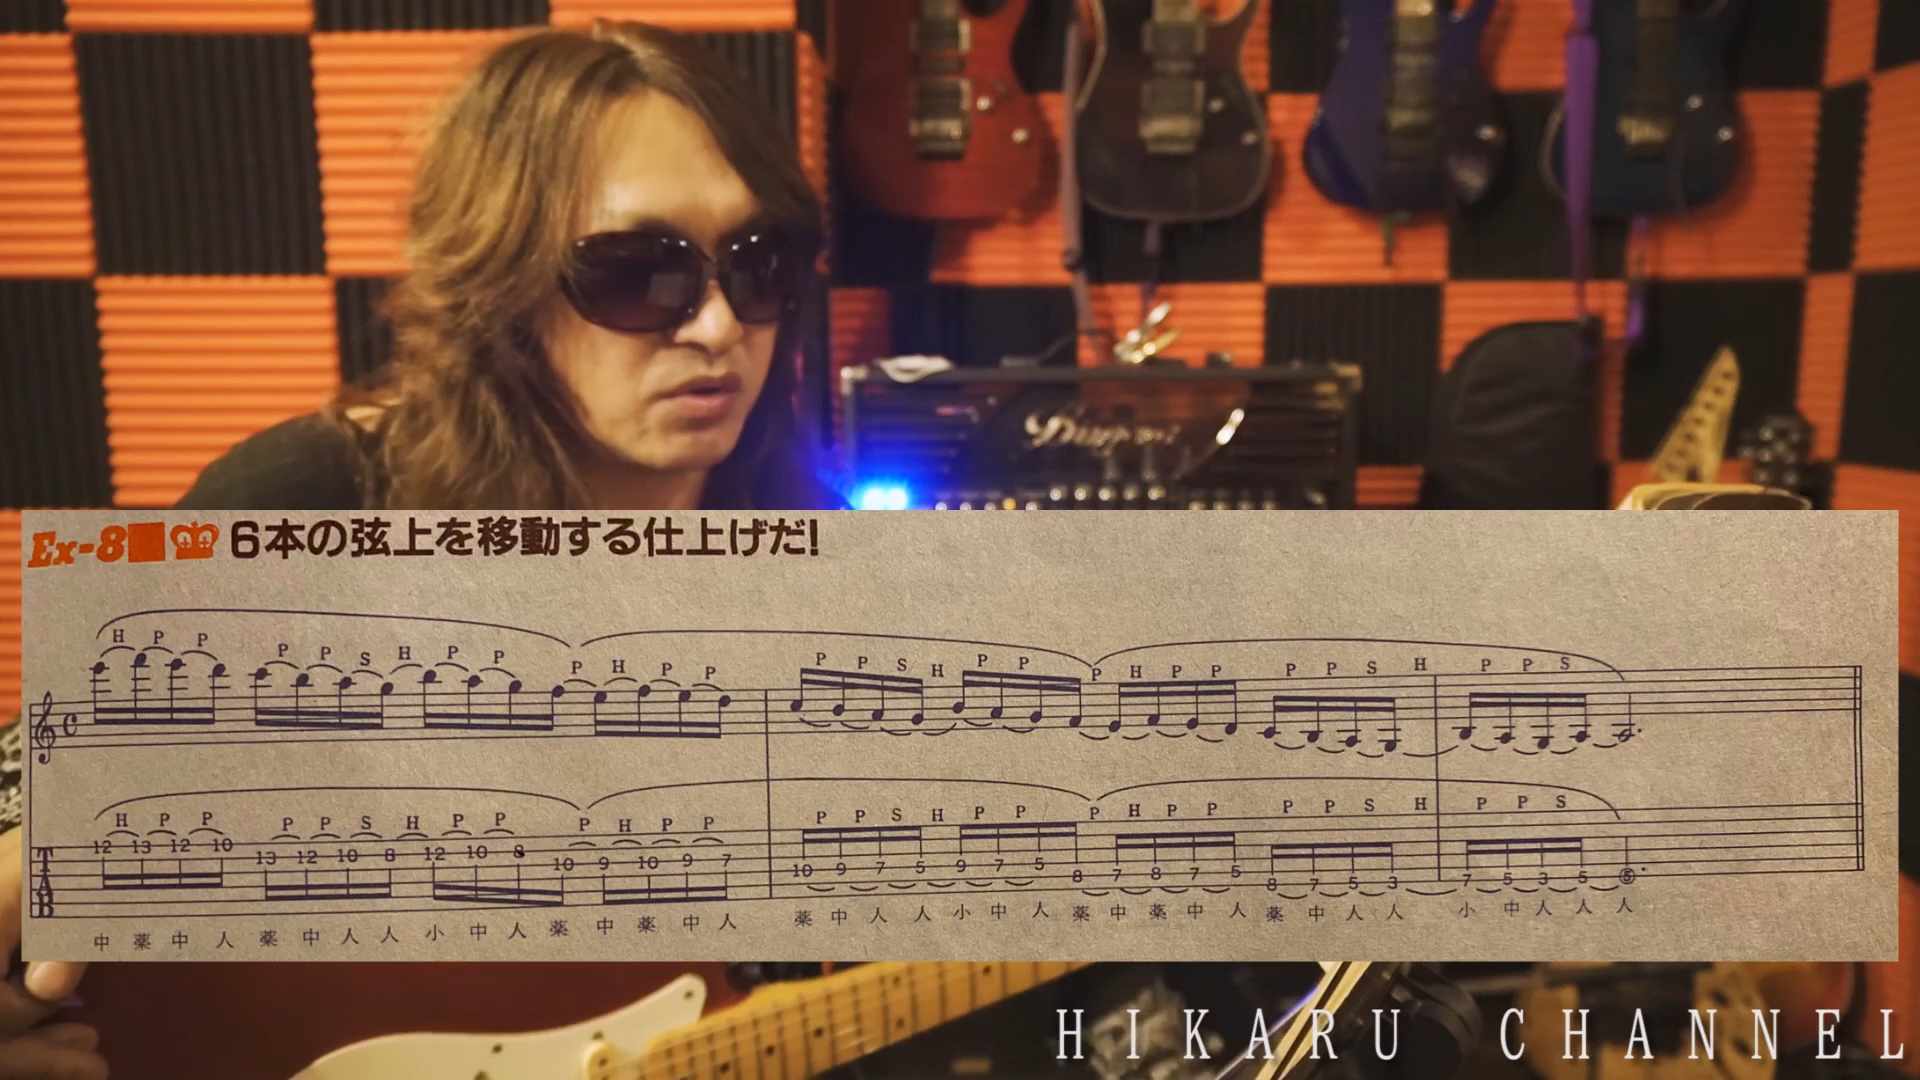 Ex-8 6本の弦上を移動する仕上げだ!
H P P P P S H P P P H P P P P S H P P P H P P P P S H P P S
H P P P P S H P P P H P P P P S H P P P H P P P P S H P P S
TAB
12 13 12 10 13 12 10 8 12 10 8 10 9 10 9 7 10 9 7 5 9 7 5 8 7 8 7 5 8 7 5 3 7 5 3 5 5
中 薬 中 人 薬 中 人 人 小 中 人 薬 中 薬 中 人 薬 中 人 人 小 中 人 薬 中 薬 中 人 薬 中 人 人 小 中 人 人 人
HIKARU CHANNEL